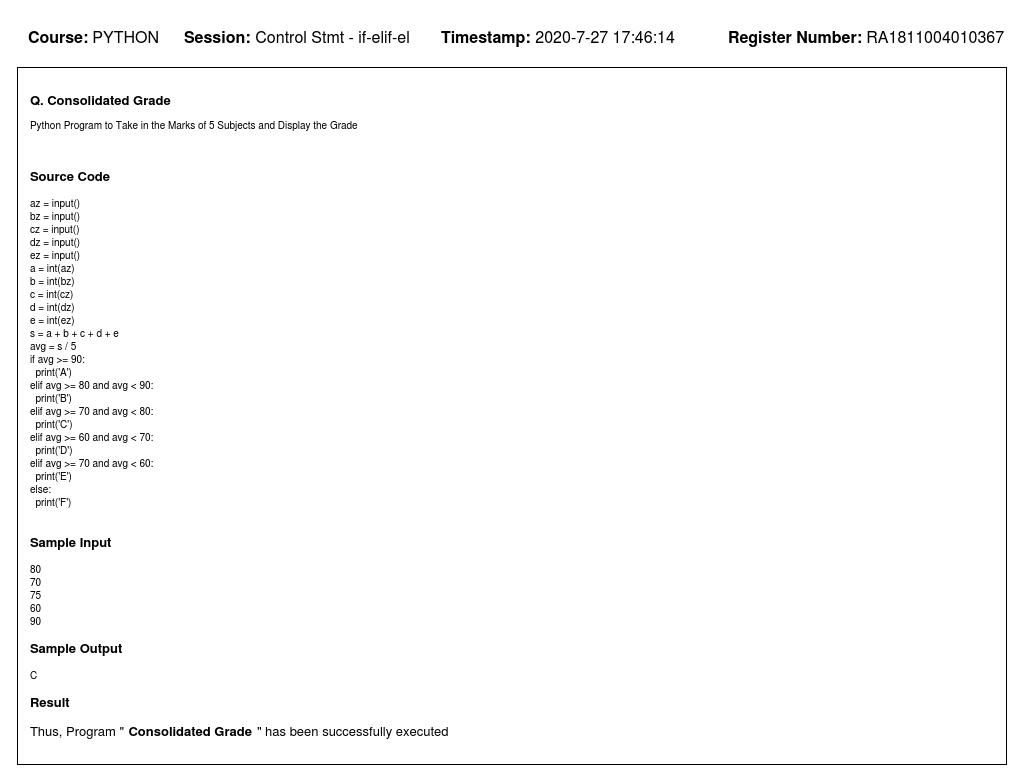 Course: PYTHON Session: Control Stmt - if-elif-el Timestamp: 2020-7-27 17:46:14 Register Number: RA1811004010367
Q. Consolidated Grade
Python Program to Take in the Marks of 5 Subjects and Display the Grade
Source Code
az = input()
bz = input()
cz = input()
dz = input()
ez = input()
a = int(az)
b = int(bz)
c = int(cz)
d = int(dz)
e = int(ez)
s = a + b + c + d + e
avg = s / 5
if avg >= 90:
  print('A')
elif avg >= 80 and avg < 90:
  print('B')
elif avg >= 70 and avg < 80:
  print('C')
elif avg >= 60 and avg < 70:
  print('D')
elif avg >= 70 and avg < 60:
  print('E')
else:
  print('F')
Sample Input
80
70
75
60
90
Sample Output
C
Result
Thus, Program " Consolidated Grade " has been successfully executed